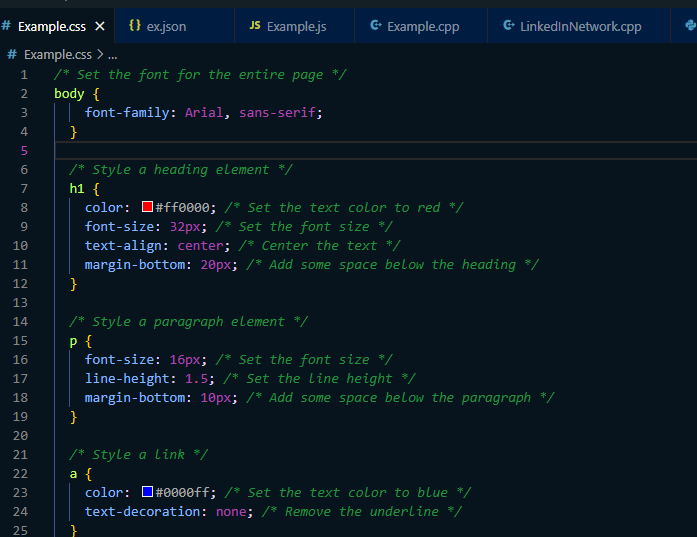 # Example.css × {} ex.json JS Example.js Example.cpp LinkedInNetwork.cpp
# Example.css > ...
1 /* Set the font for the entire page */
2 body {
3 font-family: Arial, sans-serif;
4 }
5
6 /* Style a heading element */
7 h1 {
8 color: #ff0000; /* Set the text color to red */
9 font-size: 32px; /* Set the font size */
10 text-align: center; /* Center the text */
11 margin-bottom: 20px; /* Add some space below the heading */
12 }
13
14 /* Style a paragraph element */
15 p {
16 font-size: 16px; /* Set the font size */
17 line-height: 1.5; /* Set the line height */
18 margin-bottom: 10px; /* Add some space below the paragraph */
19 }
20
21 /* Style a link */
22 a {
23 color: #0000ff; /* Set the text color to blue */
24 text-decoration: none; /* Remove the underline */
25 }